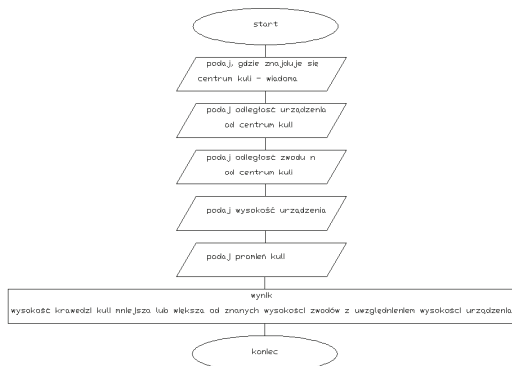 start
podaj, gdzie znajduje się
centrum kuli - wiadoma
podaj odległość urządzenia
od centrum kuli
podaj odległość zwodu n
od centrum kuli
podaj wysokość urządzenia
podaj promień kuli
wynik
wysokość krawedzi kuli mniejsza lub większa od znanych wysokości zwodów z uwzględnieniem wysokości urządzenia
koniec